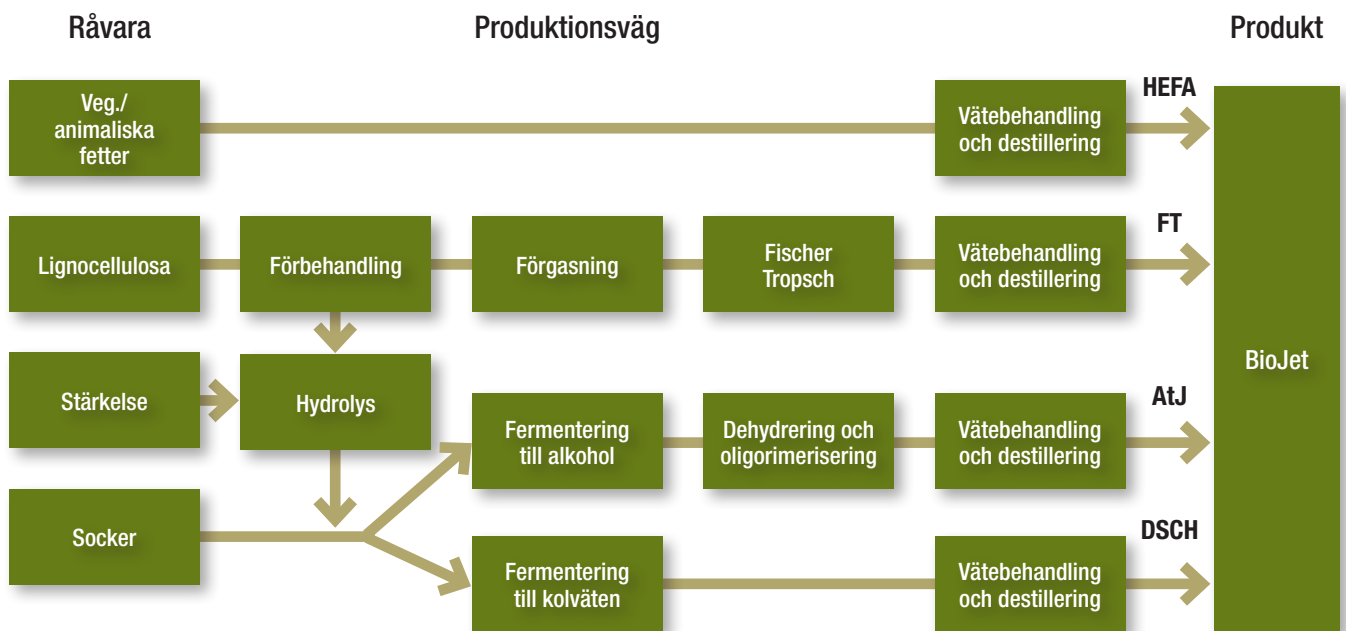 Råvara
Produktionsväg
Produkt
Veg./
animaliska
fetter
Vätebehandling
och destillering
HEFA
Lignocellulosa
Förbehandling
Förgasning
Fischer
Tropsch
Vätebehandling
och destillering
FT
BioJet
Stärkelse
Hydrolys
Fermentering
till alkohol
Dehydrering och
oligorimerisering
Vätebehandling
och destillering
AtJ
Socker
Fermentering
till kolväten
Vätebehandling
och destillering
DSCH